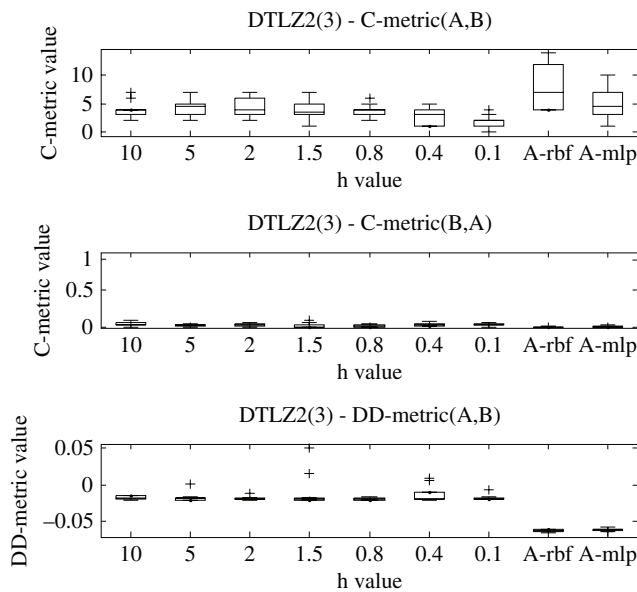 DTLZ2(3) - C-metric(A,B)
C-metric value
10
5
0
10 5 2 1.5 0.8 0.4 0.1 A-rbf A-mlp
h value
DTLZ2(3) - C-metric(B,A)
C-metric value
1
0.5
0
10 5 2 1.5 0.8 0.4 0.1 A-rbf A-mlp
h value
DTLZ2(3) - DD-metric(A,B)
DD-metric value
0.05
0
−0.05
10 5 2 1.5 0.8 0.4 0.1 A-rbf A-mlp
h value